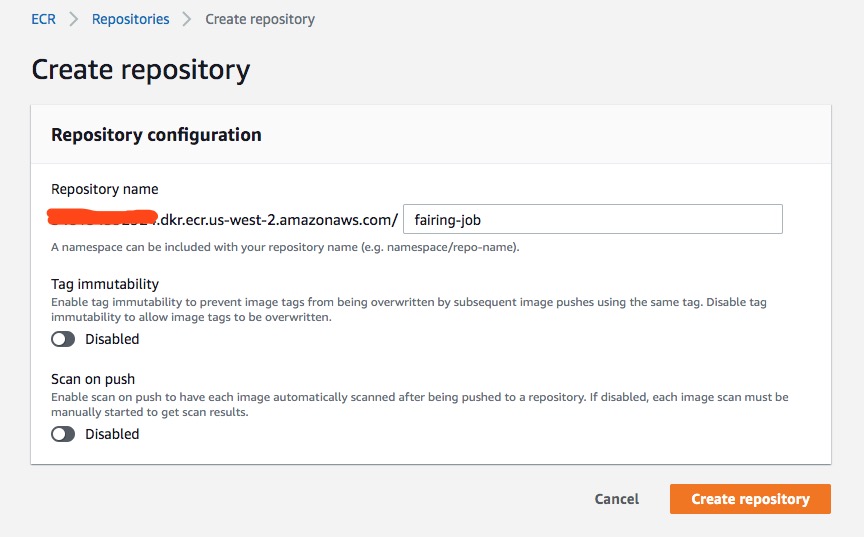 ECR > Repositories > Create repository
Create repository
Repository configuration
Repository name
.dkr.ecr.us-west-2.amazonaws.com/ fairing-job
A namespace can be included with your repository name (e.g. namespace/repo-name).
Tag immutability
Enable tag immutability to prevent image tags from being overwritten by subsequent image pushes using the same tag. Disable tag
immutability to allow image tags to be overwritten.
Disabled
Scan on push
Enable scan on push to have each image automatically scanned after being pushed to a repository. If disabled, each image scan must be
manually started to get scan results.
Disabled
Cancel Create repository